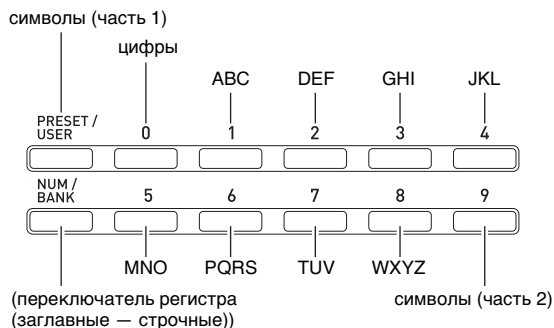 символы (часть 1)
цифры
ABC DEF GHI JKL
PRESET /
USER 0 1 2 3 4
NUM /
BANK 5 6 7 8 9
MNO PQRS TUV WXYZ
(переключатель регистра
(заглавные — строчные))
символы (часть 2)